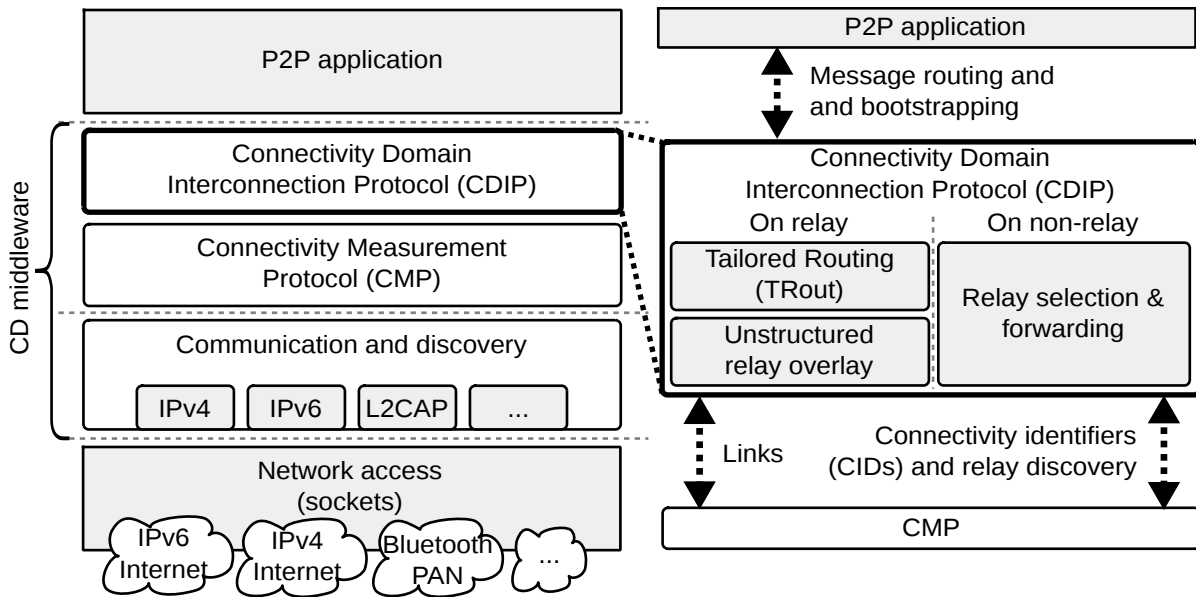 P2P application
CD middleware
Connectivity Domain
Interconnection Protocol (CDIP)
Connectivity Measurement
Protocol (CMP)
Communication and discovery
IPv4
IPv6
L2CAP
...
Network access
(sockets)
IPv6
Internet
IPv4
Internet
Bluetooth
PAN
...
P2P application
Message routing and
and bootstrapping
Connectivity Domain
Interconnection Protocol (CDIP)
On relay
On non-relay
Tailored Routing
(TRout)
Unstructured
relay overlay
Relay selection &
forwarding
Links
Connectivity identifiers
(CIDs) and relay discovery
CMP